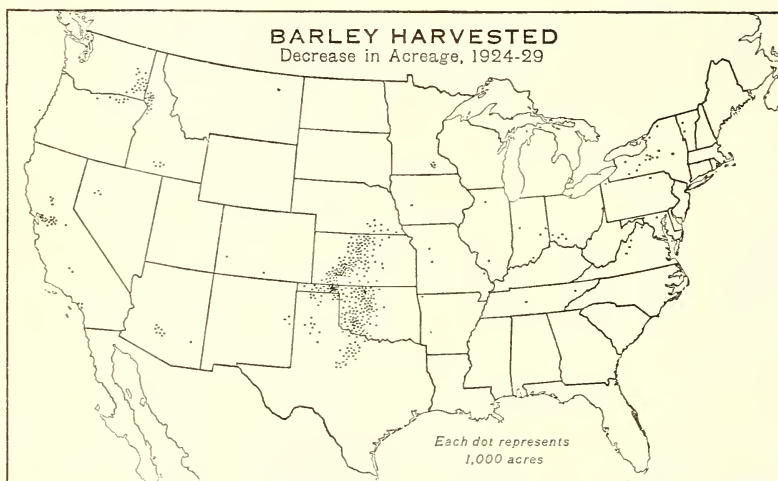 BARLEY HARVESTED
Decrease in Acreage, 1924-29
Each dot represents
1,000 acres